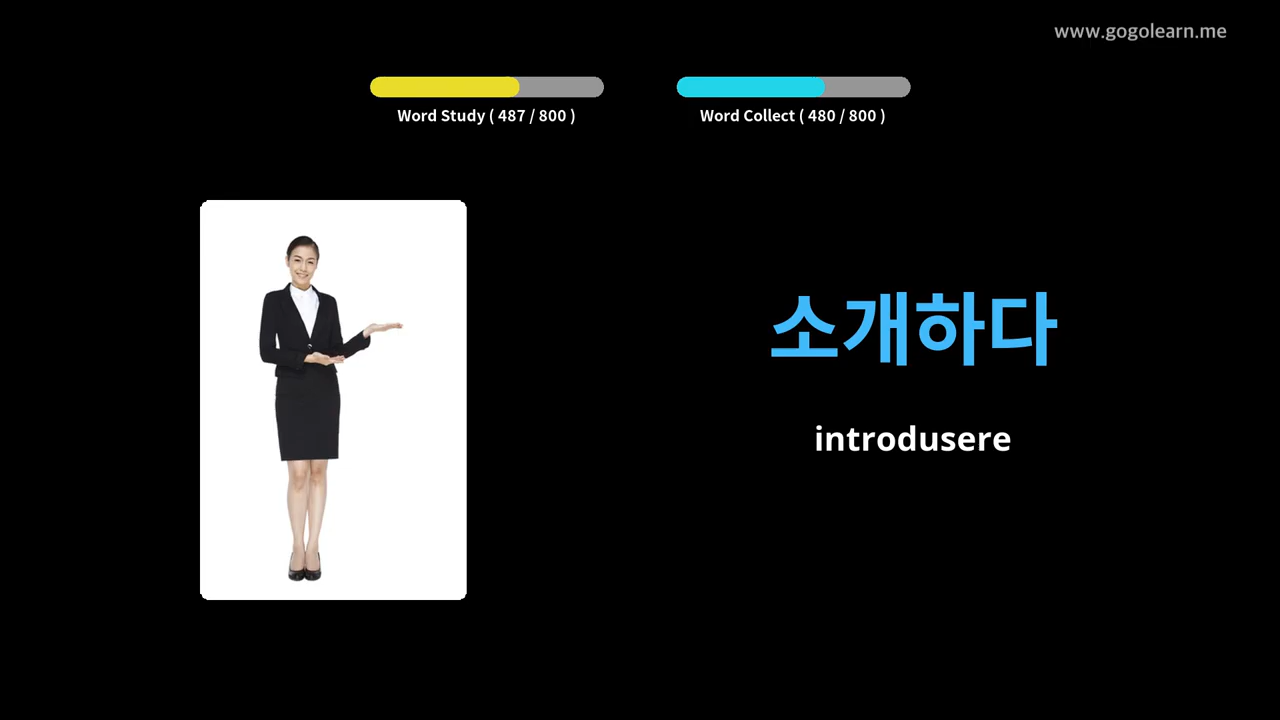 www.gogolearn.me
Word Study ( 487 / 800 )
Word Collect ( 480 / 800 )
소개하다
introdusere